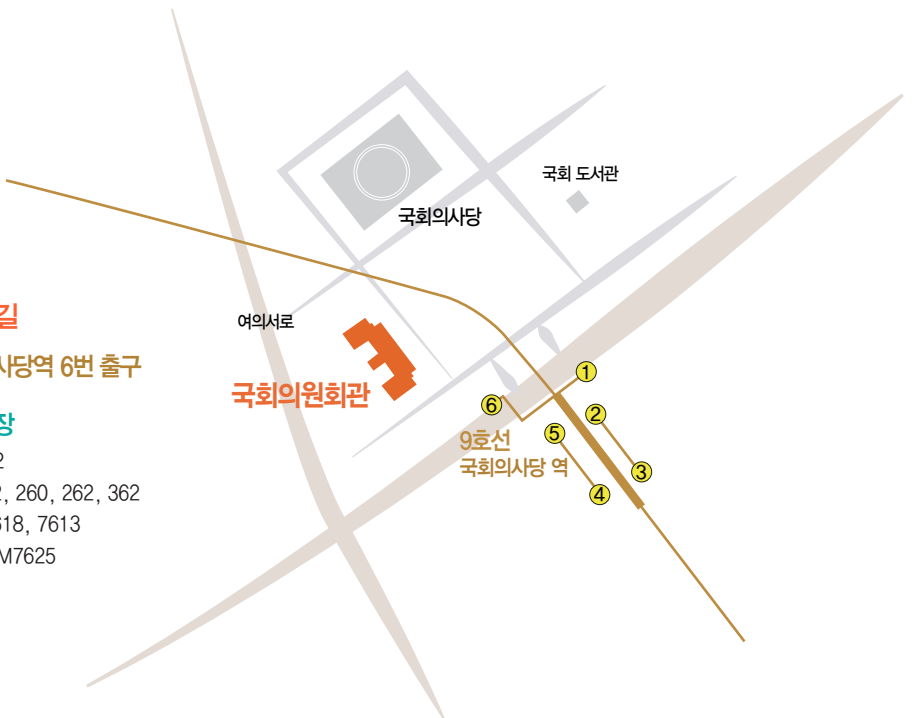 국회 도서관
국회의사당
여의서로
길
국회의원회관
사당역 6번 출구
장
2
, 260, 262, 362
618, 7613
M7625
①
②
③
④
⑤
⑥
9호선
국회의사당 역